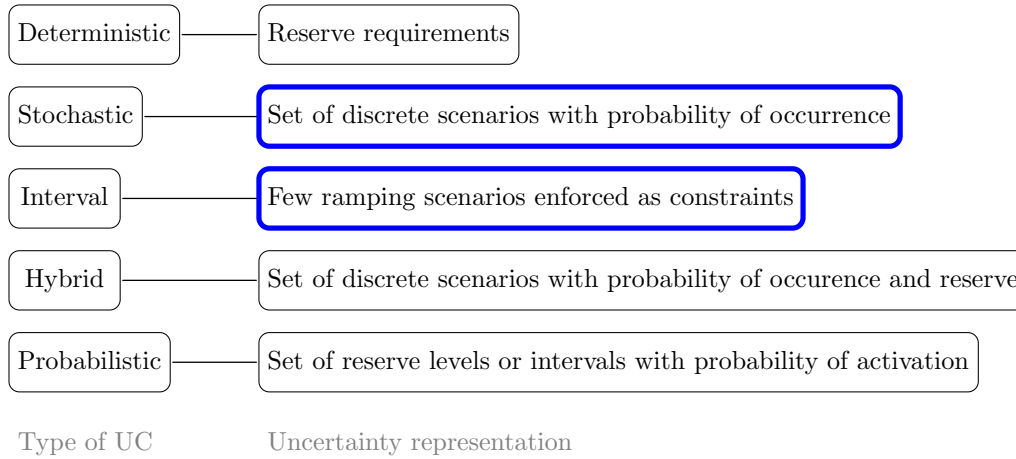 Deterministic Reserve requirements
Stochastic Set of discrete scenarios with probability of occurrence
Interval Few ramping scenarios enforced as constraints
Hybrid Set of discrete scenarios with probability of occurence and reserve
Probabilistic Set of reserve levels or intervals with probability of activation
Type of UC Uncertainty representation